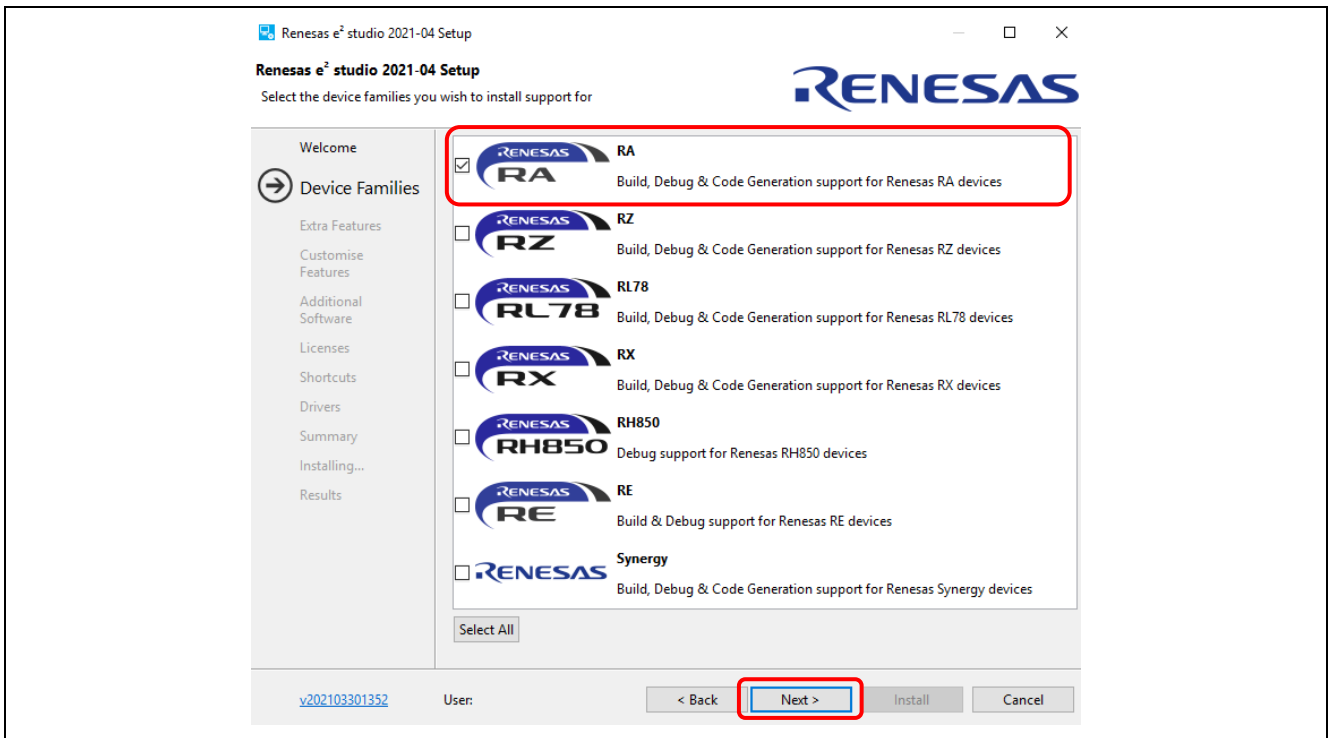 Renesas e² studio 2021-04 Setup
Renesas e² studio 2021-04 Setup
Select the device families you wish to install support for
RENESAS
Welcome
Device Families
Extra Features
Customise
Features
Additional
Software
Licenses
Shortcuts
Drivers
Summary
Installing...
Results
RENESAS
RA
RA
Build, Debug & Code Generation support for Renesas RA devices
RENESAS
RZ
RZ
Build, Debug & Code Generation support for Renesas RZ devices
RENESAS
RL78
RL78
Build, Debug & Code Generation support for Renesas RL78 devices
RENESAS
RX
RX
Build, Debug & Code Generation support for Renesas RX devices
RENESAS
RH850
RH850
Debug support for Renesas RH850 devices
RENESAS
RE
RE
Build & Debug support for Renesas RE devices
RENESAS
Synergy
Build, Debug & Code Generation support for Renesas Synergy devices
Select All
v202103301352 User: < Back Next > Install Cancel